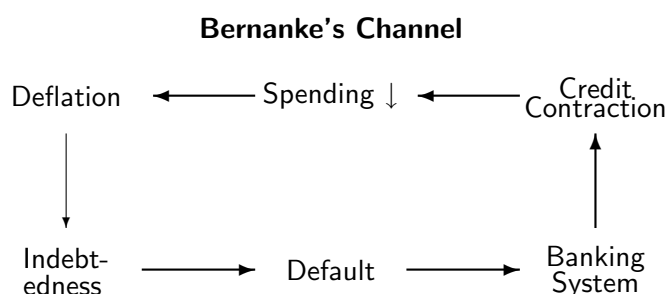 Bernanke's Channel
Deflation
Spending ↓
Credit
Contraction
Indebt-
edness
Default
Banking
System